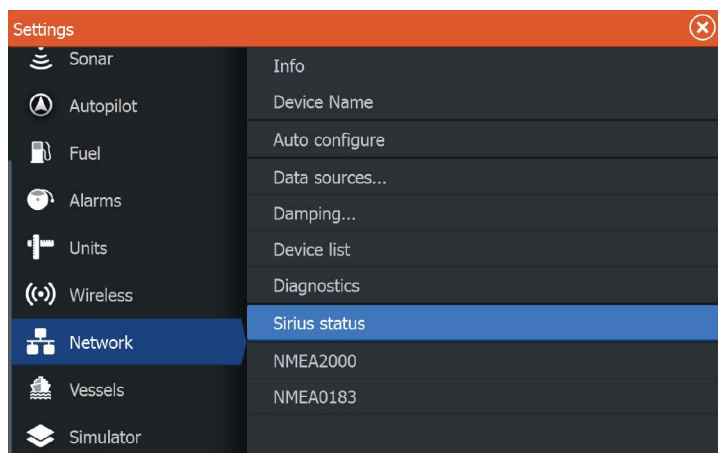 Settings
Sonar
Autopilot
Fuel
Alarms
Units
Wireless
Network
Vessels
Simulator
Info
Device Name
Auto configure
Data sources...
Damping...
Device list
Diagnostics
Sirius status
NMEA2000
NMEA0183